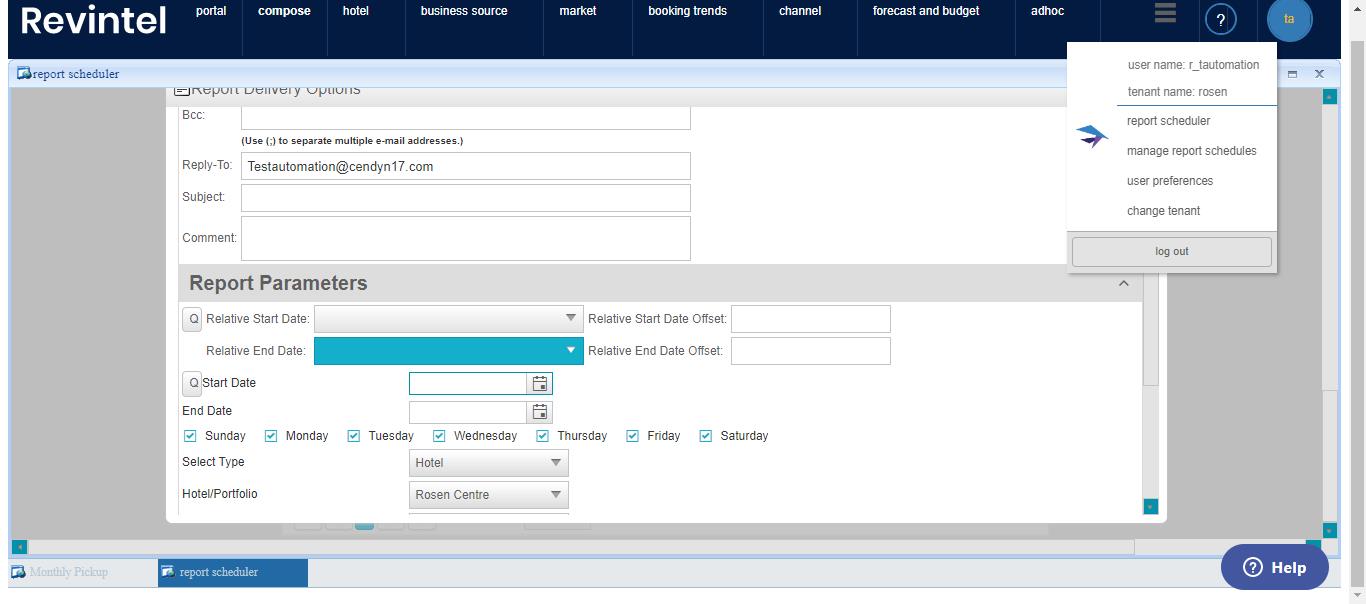 Revintel
portal compose hotel business source market booking trends channel forecast and budget adhoc ? ta
user name: r_tautomation
tenant name: rosen
report scheduler
manage report schedules
user preferences
change tenant
log out
report scheduler
Report Delivery Options
Bcc:
(Use (;) to separate multiple e-mail addresses.)
Reply-To: Testautomation@cendyn17.com
Subject:
Comment:
Report Parameters
Q Relative Start Date: Relative Start Date Offset:
Relative End Date: Relative End Date Offset:
Q Start Date
End Date
Sunday Monday Tuesday Wednesday Thursday Friday Saturday
Select Type Hotel
Hotel/Portfolio Rosen Centre
Monthly Pickup report scheduler
? Help